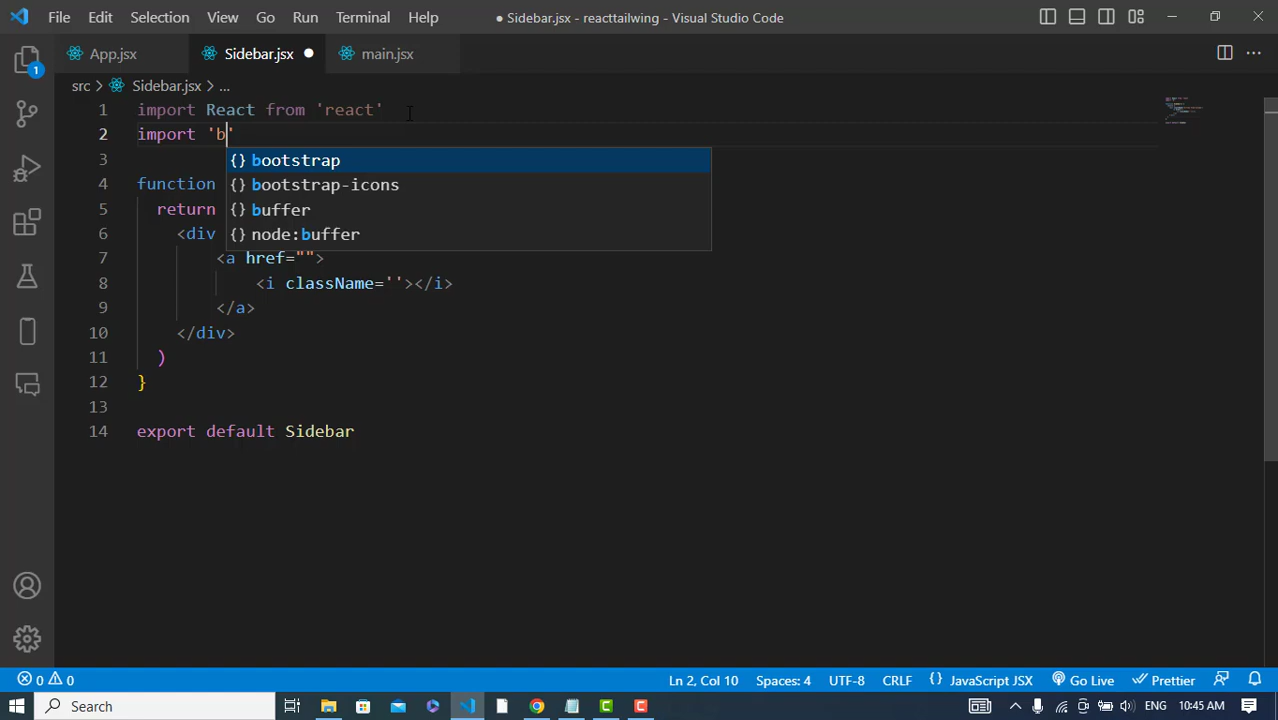 File Edit Selection View Go Run Terminal Help ● Sidebar.jsx - reacttailwing - Visual Studio Code
App.jsx Sidebar.jsx ● main.jsx ...
1
src > Sidebar.jsx > ...
1 import React from 'react'
2 import 'b'
3 {} bootstrap
{} bootstrap-icons
4 function
5 return {} buffer
6 <div {} node:buffer
7 <a href="">
8 <i className=''></i>
9 </a>
10 </div>
11 )
12 }
13
14 export default Sidebar
0 0 Ln 2, Col 10 Spaces: 4 UTF-8 CRLF {} JavaScript JSX Go Live Prettier
Search ENG 10:45 AM